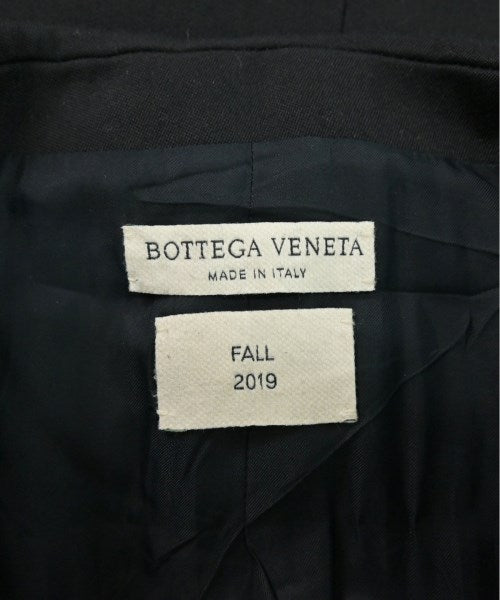 BOTTEGA VENETA
MADE IN ITALY
FALL
2019